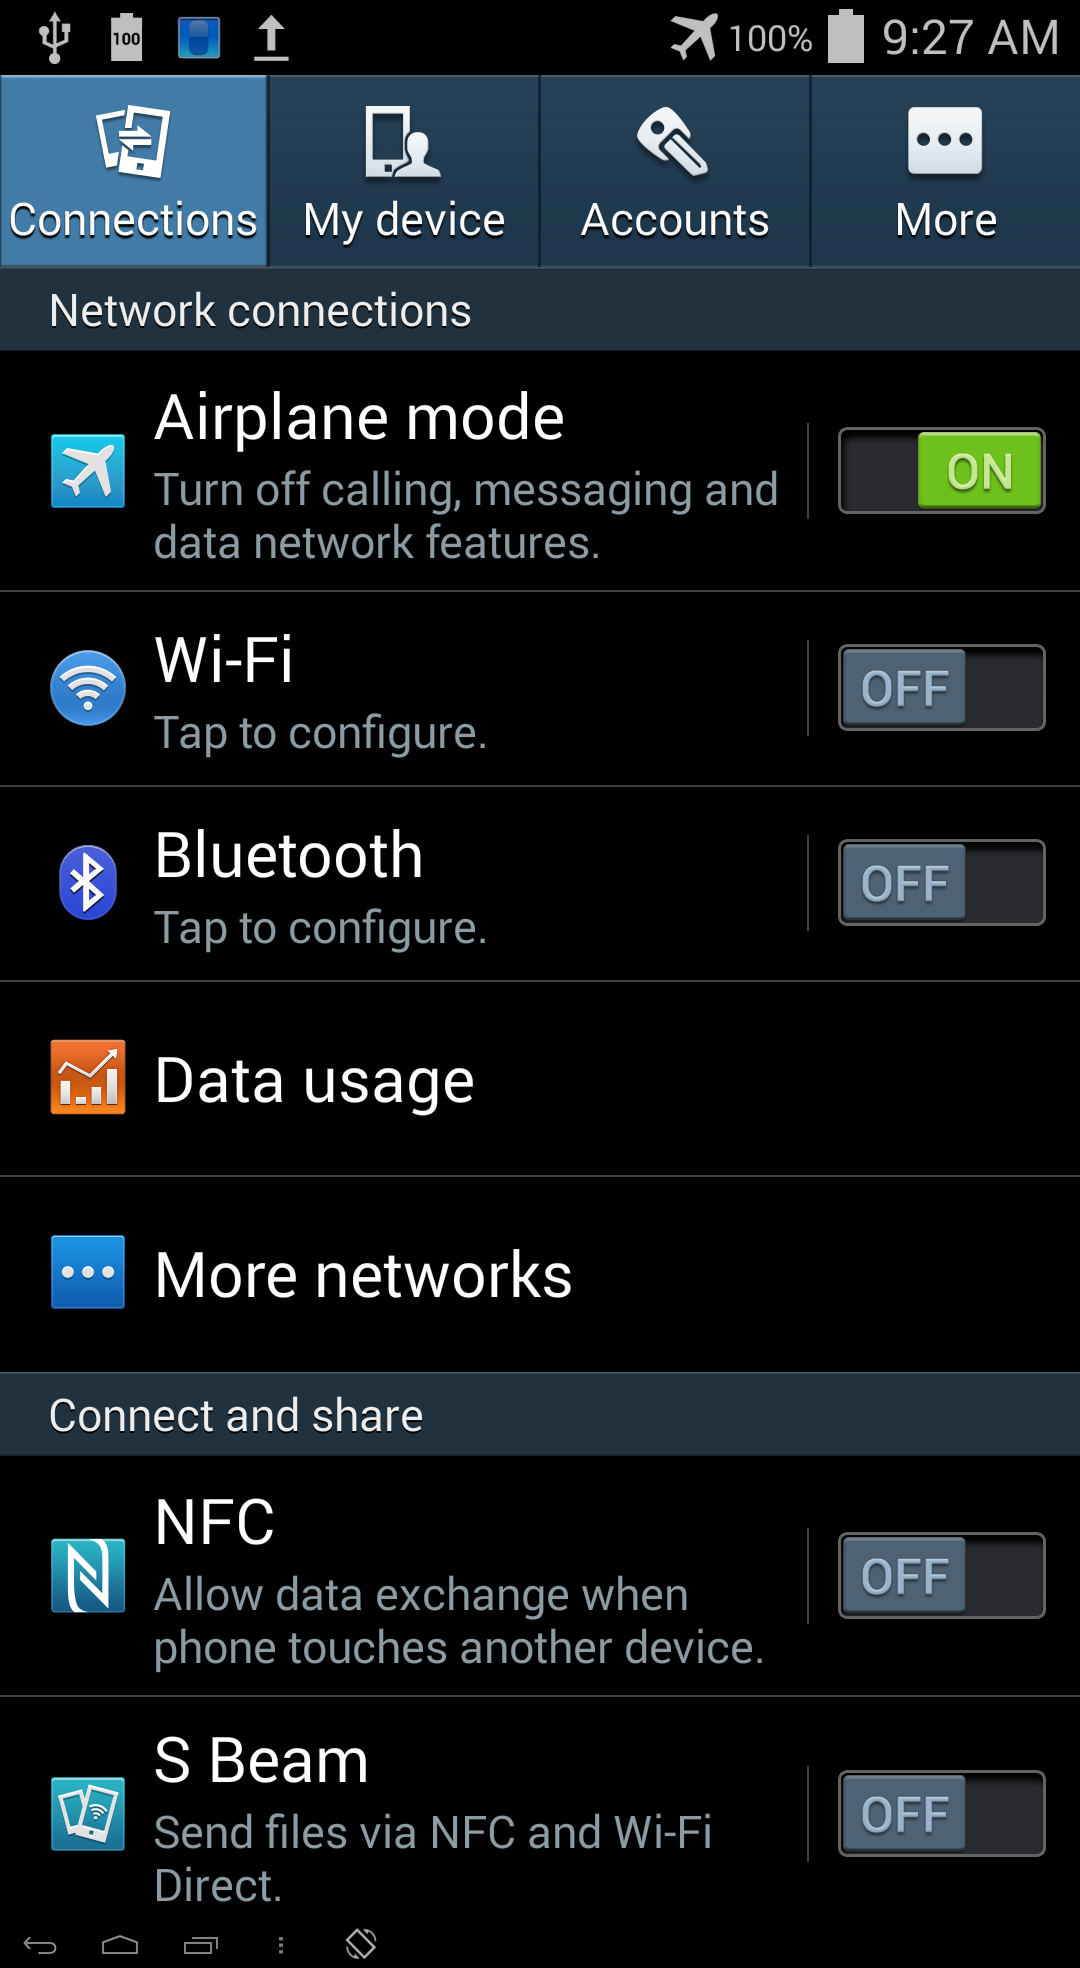 100
100%
9:27 AM
Connections
My device
Accounts
More
Network connections
Airplane mode
Turn off calling, messaging and
data network features.
ON
Wi-Fi
Tap to configure.
OFF
Bluetooth
Tap to configure.
OFF
Data usage
More networks
Connect and share
NFC
Allow data exchange when
phone touches another device.
OFF
S Beam
Send files via NFC and Wi-Fi
Direct.
OFF